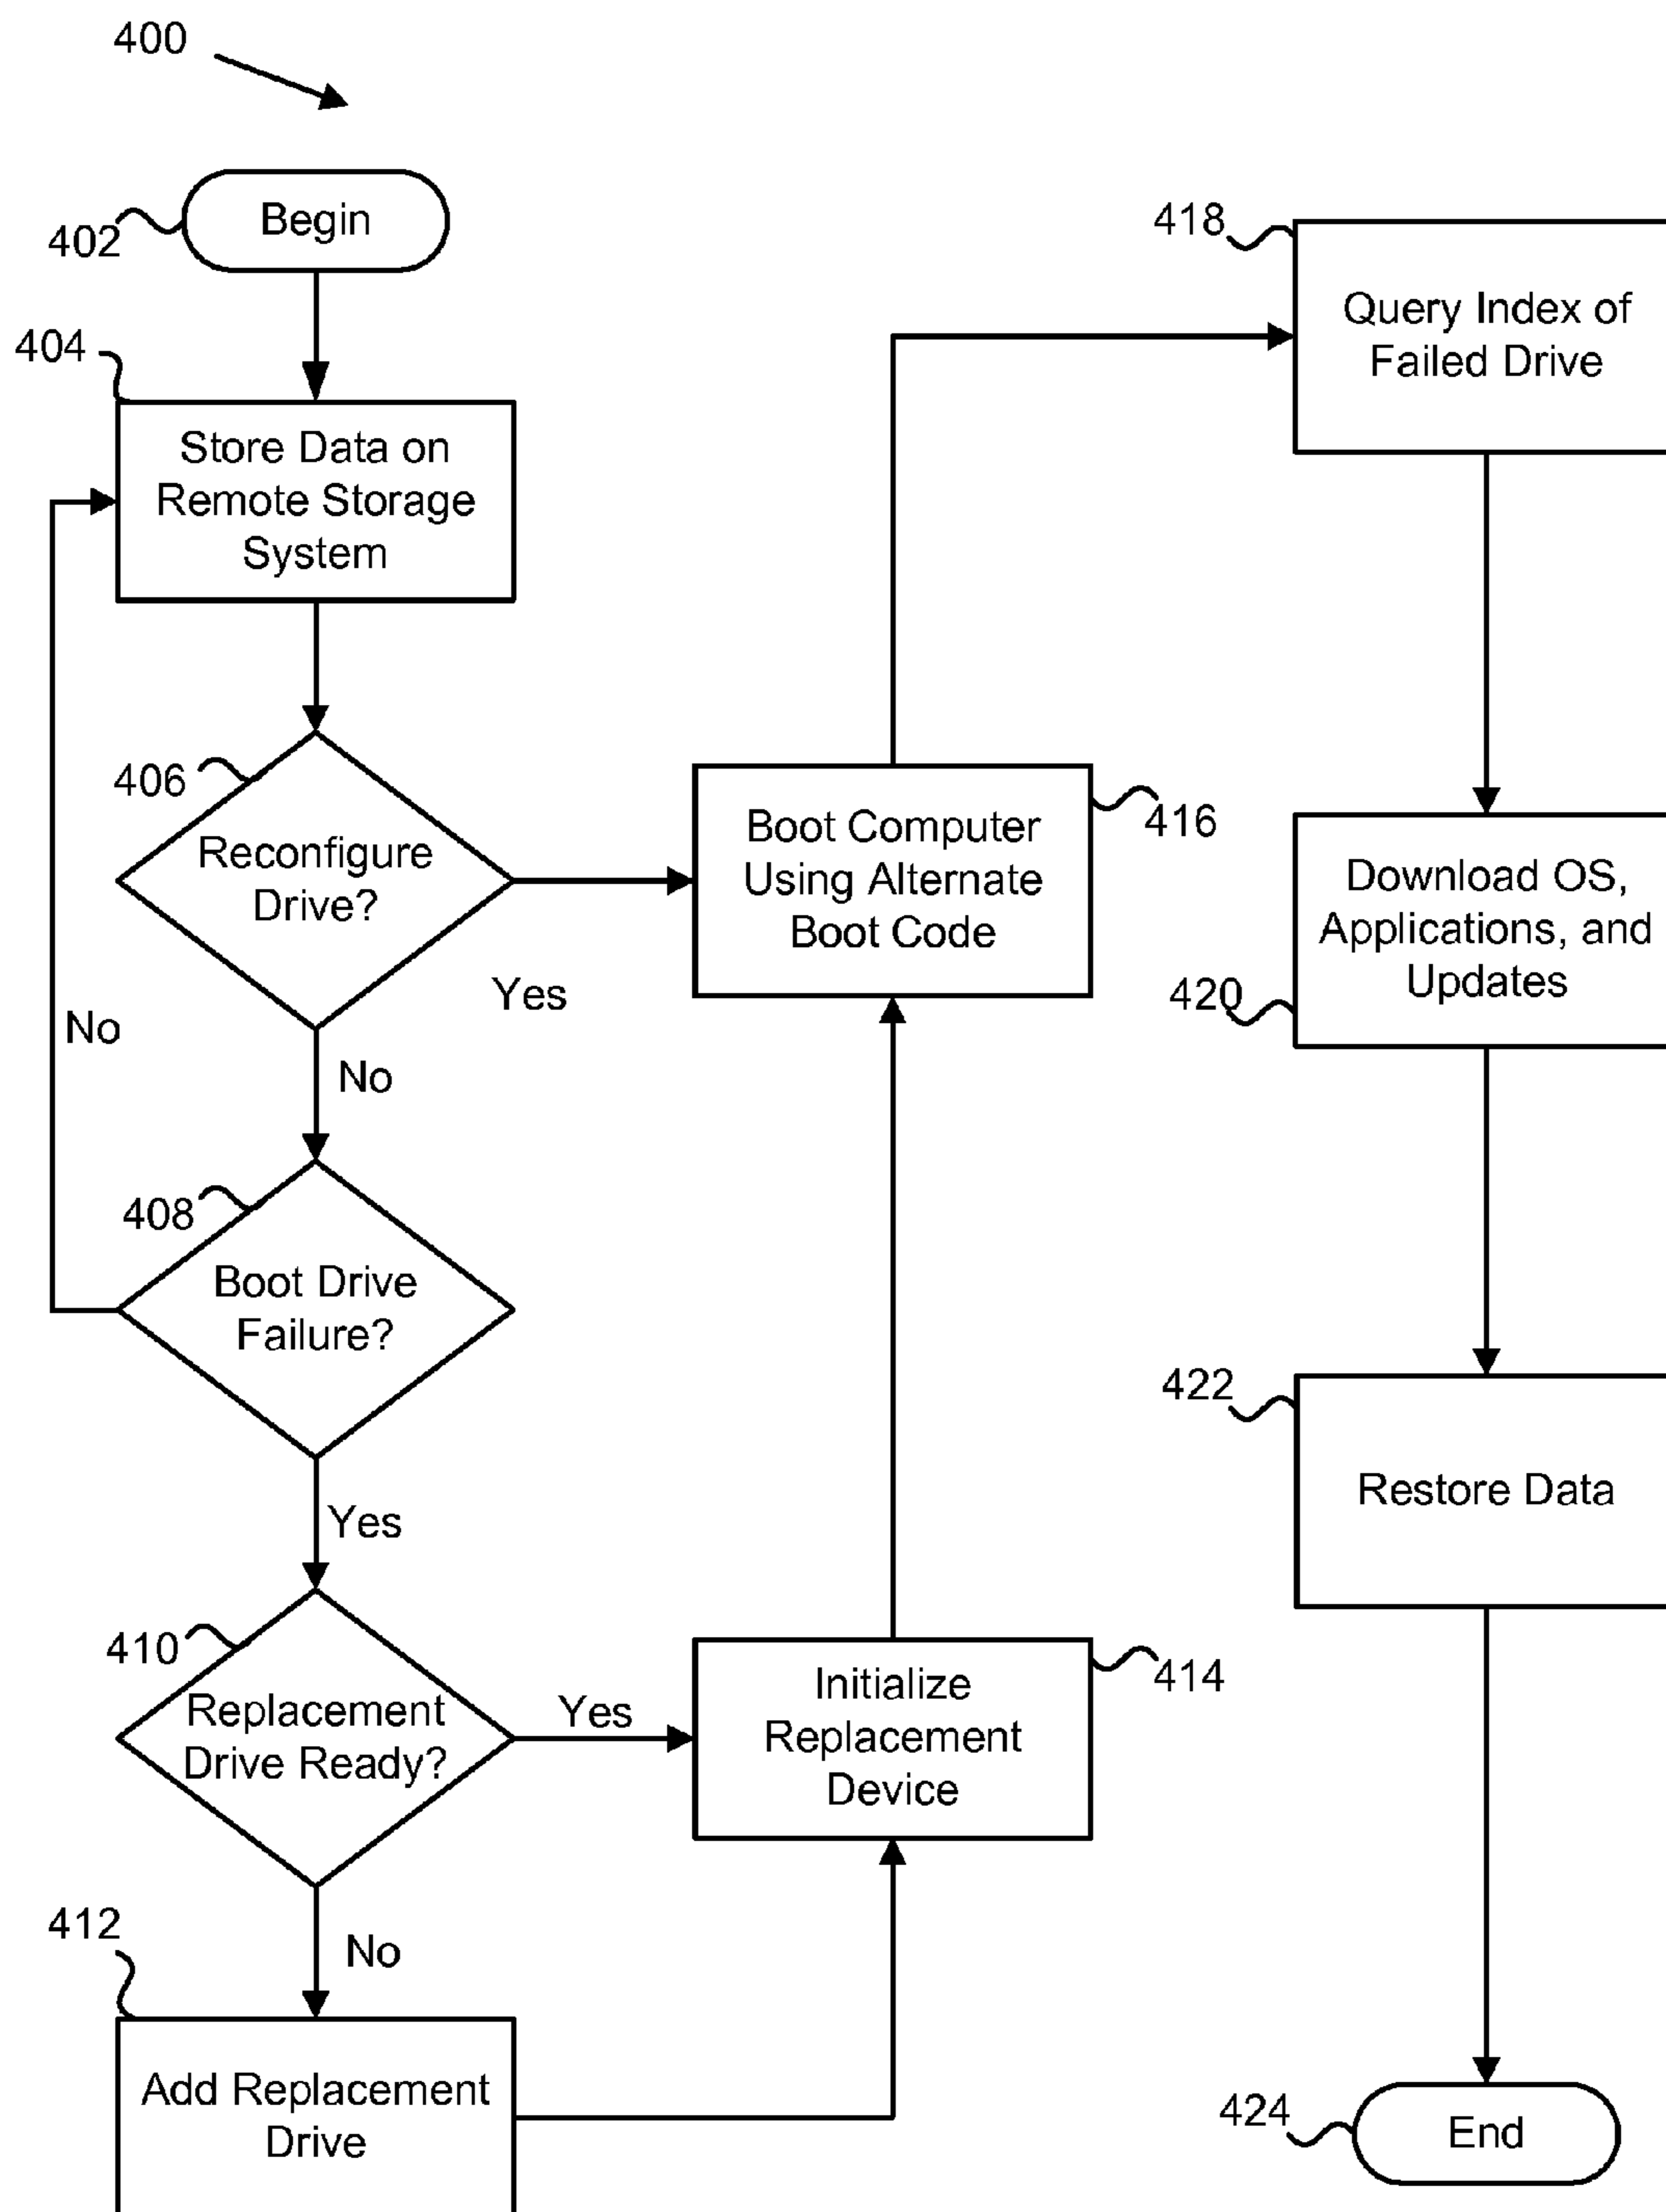 400
402
Begin
404
Store Data on
Remote Storage
System
406
Reconfigure
Drive?
Yes
No
No
408
Boot Drive
Failure?
Yes
410
Replacement
Drive Ready?
Yes
No
412
Add Replacement
Drive
414
Initialize
Replacement
Device
416
Boot Computer
Using Alternate
Boot Code
418
Query Index of
Failed Drive
420
Download OS,
Applications, and
Updates
422
Restore Data
424
End